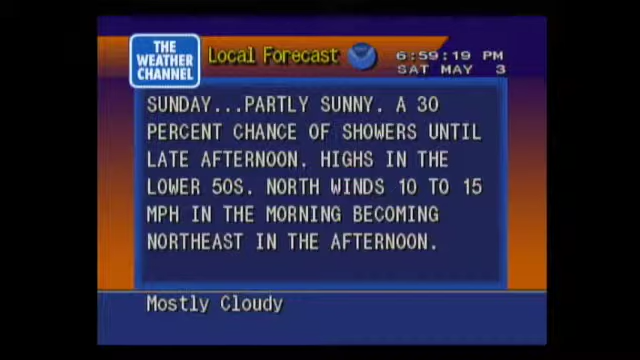 THE
WEATHER
CHANNEL
Local Forecast
6:59:19 PM
SAT MAY 3
SUNDAY...PARTLY SUNNY. A 30
PERCENT CHANCE OF SHOWERS UNTIL
LATE AFTERNOON. HIGHS IN THE
LOWER 50S. NORTH WINDS 10 TO 15
MPH IN THE MORNING BECOMING
NORTHEAST IN THE AFTERNOON.
Mostly Cloudy